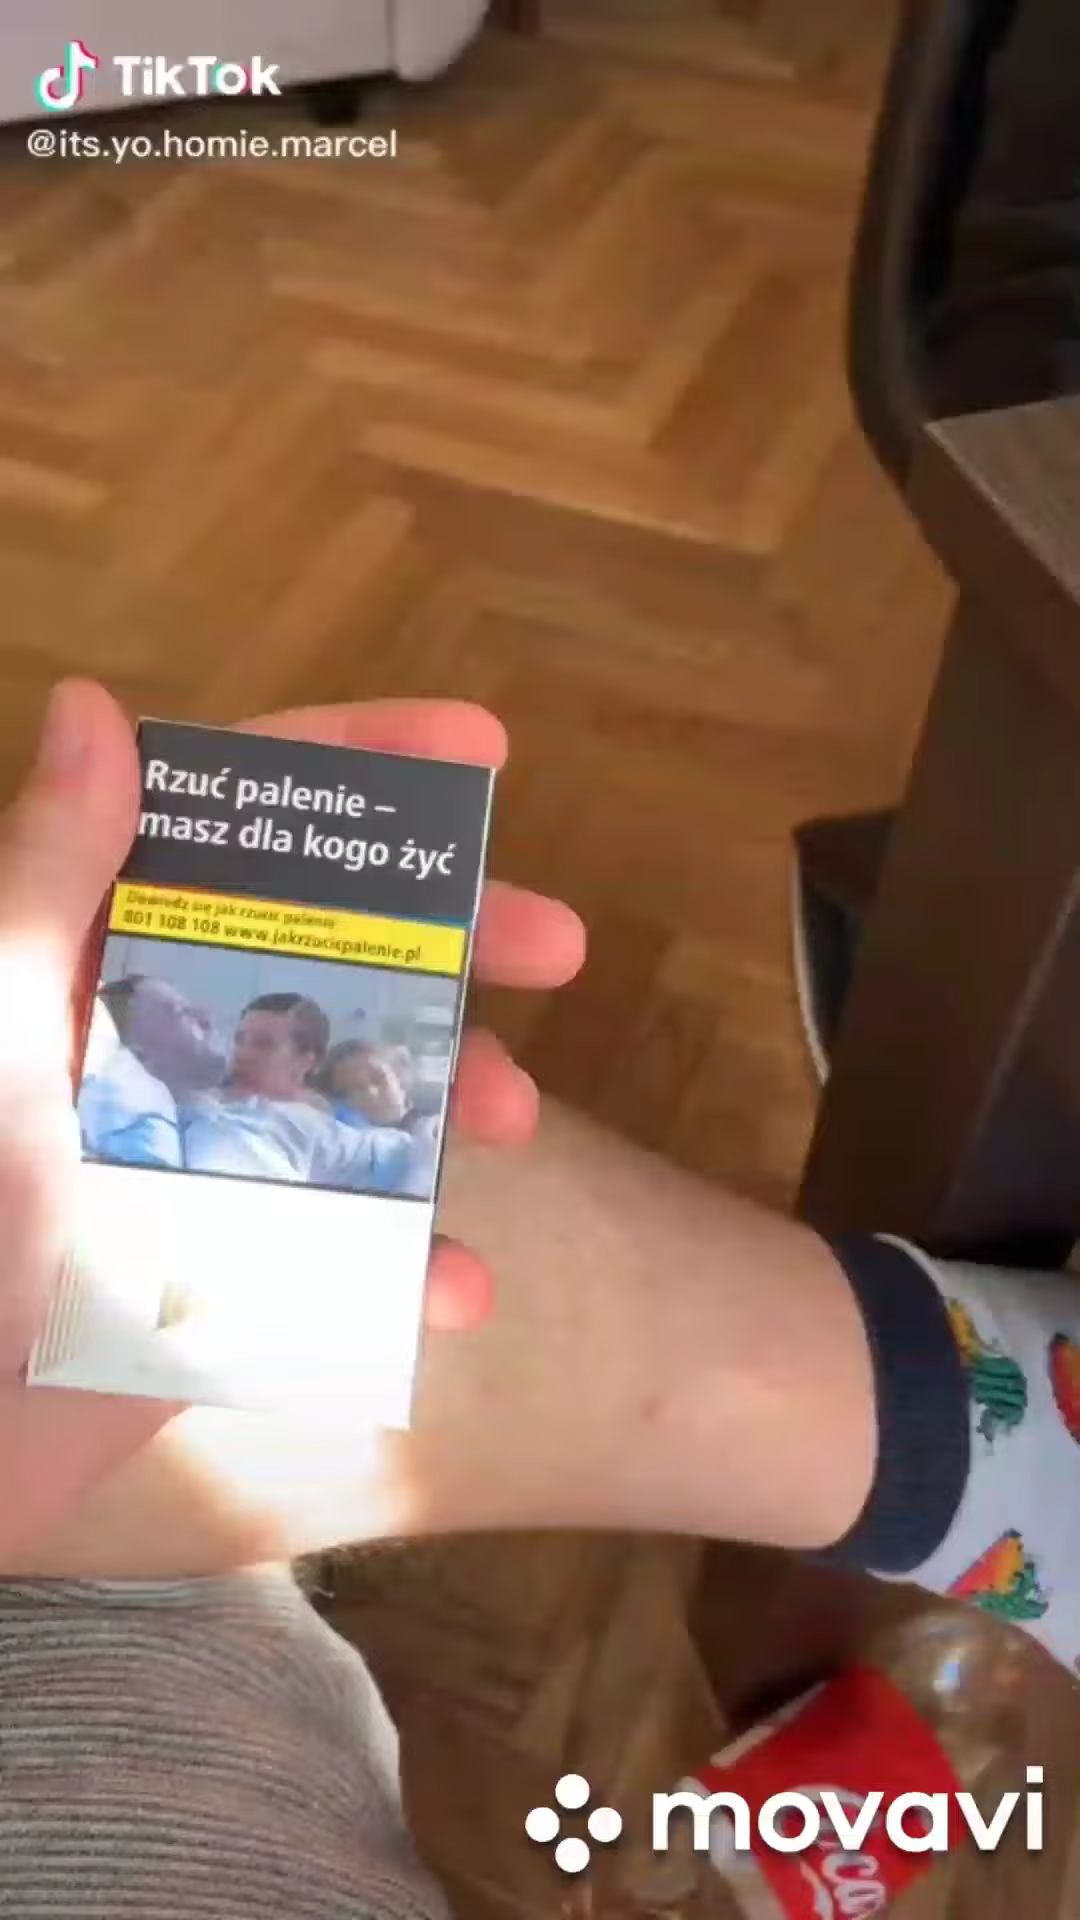 TikTok
@its.yo.homie.marcel
Rzuć palenie –
masz dla kogo żyć
Dowiedz się jak rzucić palenie:
801 108 108 www.jakrzucicpalenie.pl
movavi